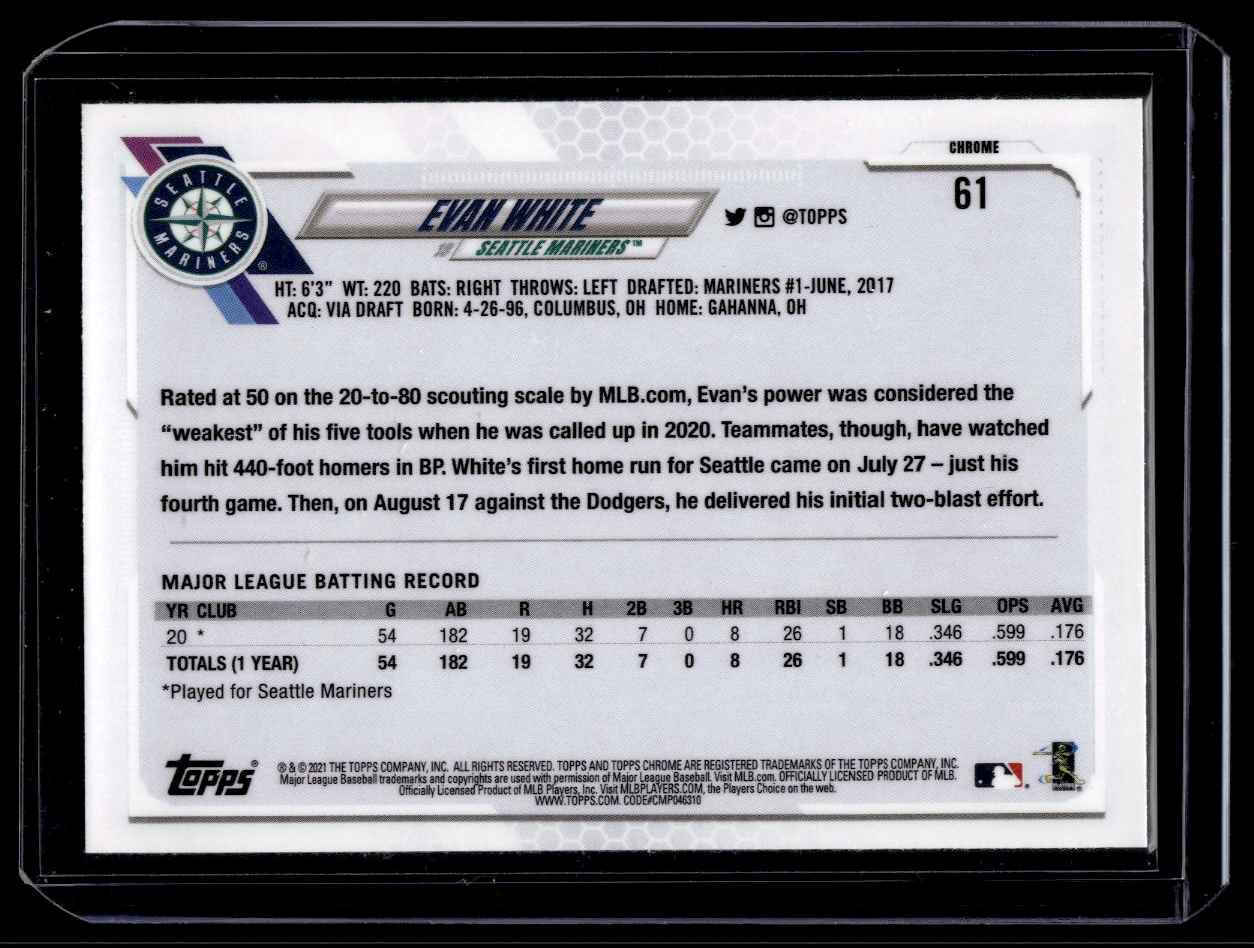 CHROME
61
SEATTLE
MARINERS
®
EVAN WHITE
@TOPPS
1B SEATTLE MARINERS™
HT: 6'3" WT: 220 BATS: RIGHT THROWS: LEFT DRAFTED: MARINERS #1-JUNE, 2017
ACQ: VIA DRAFT BORN: 4-26-96, COLUMBUS, OH HOME: GAHANNA, OH
Rated at 50 on the 20-to-80 scouting scale by MLB.com, Evan’s power was considered the
“weakest” of his five tools when he was called up in 2020. Teammates, though, have watched
him hit 440-foot homers in BP. White’s first home run for Seattle came on July 27 – just his
fourth game. Then, on August 17 against the Dodgers, he delivered his initial two-blast effort.
MAJOR LEAGUE BATTING RECORD
YR CLUB G AB R H 2B 3B HR RBI SB BB SLG OPS AVG
20 * 54 182 19 32 7 0 8 26 1 18 .346 .599 .176
TOTALS (1 YEAR) 54 182 19 32 7 0 8 26 1 18 .346 .599 .176
*Played for Seattle Mariners
topps®
® & © 2021 THE TOPPS COMPANY, INC. ALL RIGHTS RESERVED. TOPPS AND TOPPS CHROME ARE REGISTERED TRADEMARKS OF THE TOPPS COMPANY, INC.
Major League Baseball trademarks and copyrights are used with permission of Major League Baseball. Visit MLB.com. OFFICIALLY LICENSED PRODUCT OF MLB.
Officially Licensed Product of MLB Players, Inc. Visit MLBPLAYERS.COM, the Players Choice on the web.
WWW.TOPPS.COM. CODE#CMP046310